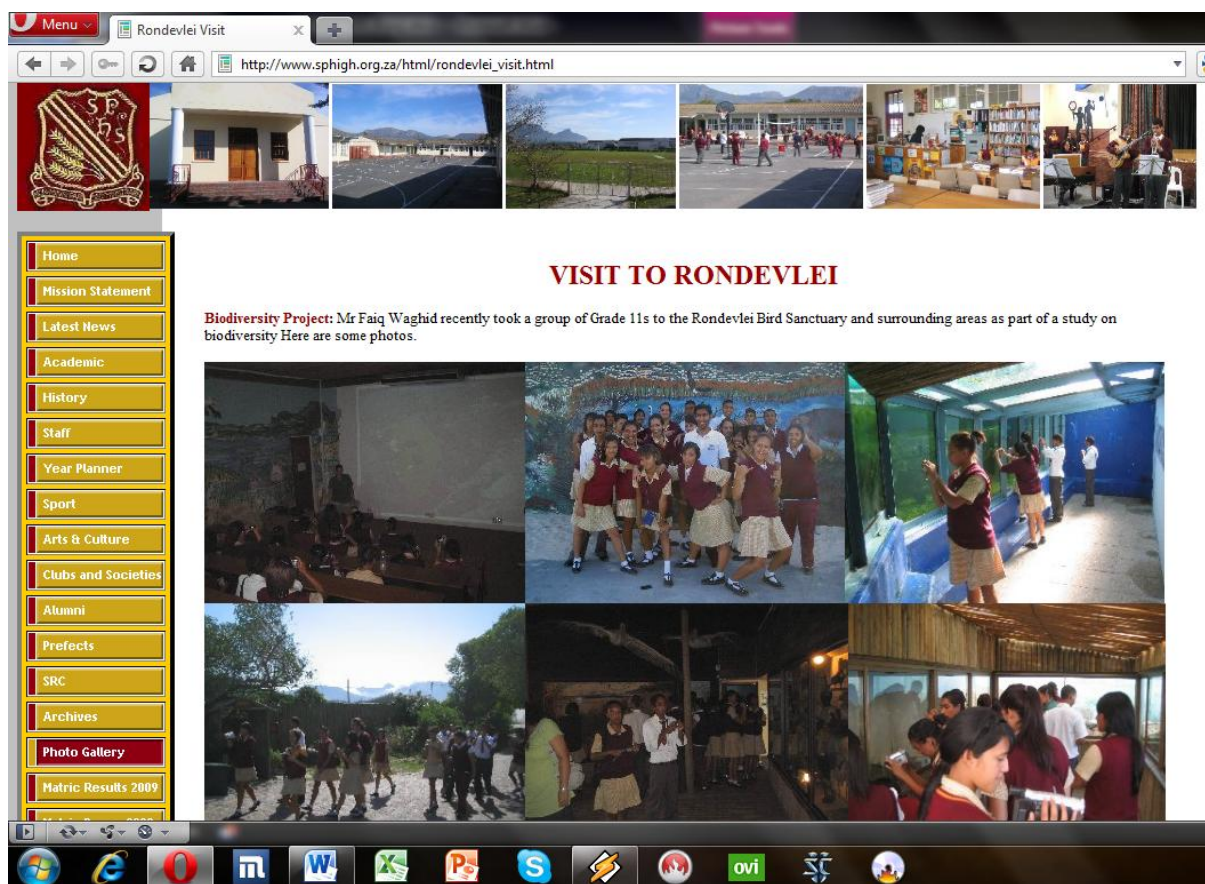 Menu
Rondevlei Visit
http://www.sphigh.org.za/html/rondevlei_visit.html
S P
H S
Home
Mission Statement
Latest News
Academic
History
Staff
Year Planner
Sport
Arts & Culture
Clubs and Societies
Alumni
Prefects
SRC
Archives
Photo Gallery
Matric Results 2009
VISIT TO RONDEVLEI
Biodiversity Project: Mr Faiq Waghid recently took a group of Grade 11s to the Rondevlei Bird Sanctuary and surrounding areas as part of a study on
biodiversity Here are some photos.
ovi